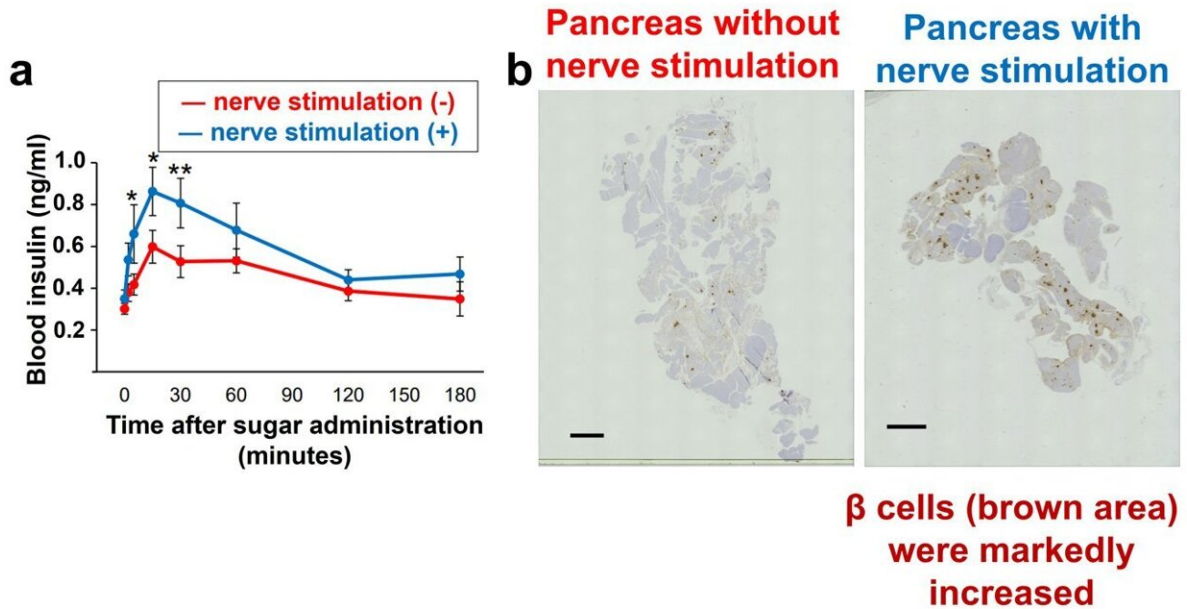 a
— nerve stimulation (-)
— nerve stimulation (+)
Blood insulin (ng/ml)
1.0
0.8
0.6
0.4
0.2
*
*
**
0 15 30 60 90 120 150 180
Time after sugar administration
(minutes)
b
Pancreas without
nerve stimulation
Pancreas with
nerve stimulation
β cells (brown area)
were markedly
increased